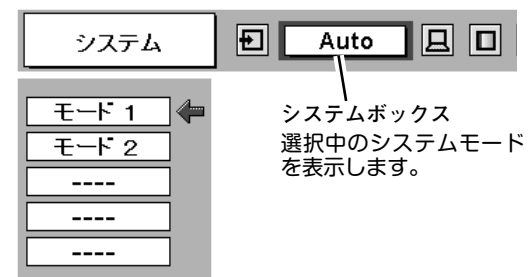 システム
Auto
モード 1
モード 2
----
----
----
システムボックス
選択中のシステムモード
を表示します。